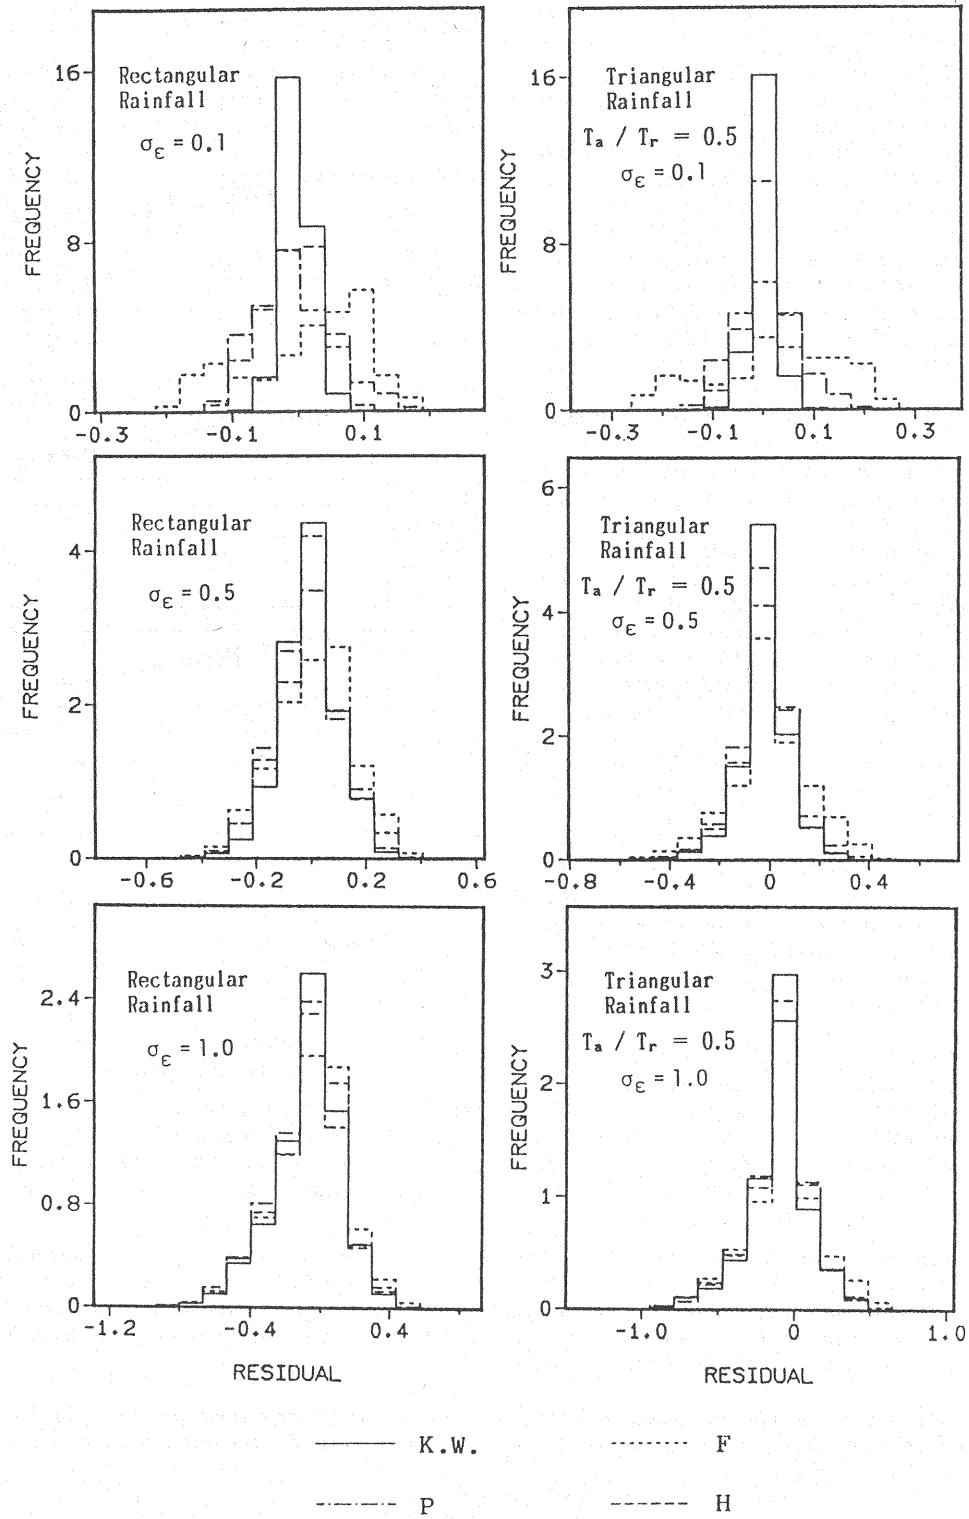 Rectangular
Rainfall
σε = 0.1
FREQUENCY
16
8
0
-0.3
-0.1
0.1
Triangular
Rainfall
Ta / Tr = 0.5
σε = 0.1
FREQUENCY
16
8
0
-0.3
-0.1
0.1
0.3
Rectangular
Rainfall
σε = 0.5
FREQUENCY
4
2
0
-0.6
-0.2
0.2
0.6
Triangular
Rainfall
Ta / Tr = 0.5
σε = 0.5
FREQUENCY
6
4
2
0
-0.8
-0.4
0
0.4
Rectangular
Rainfall
σε = 1.0
FREQUENCY
2.4
1.6
0.8
0
-1.2
-0.4
0.4
RESIDUAL
Triangular
Rainfall
Ta / Tr = 0.5
σε = 1.0
FREQUENCY
3
2
1
0
-1.0
0
1.0
RESIDUAL
K.W.
F
P
H